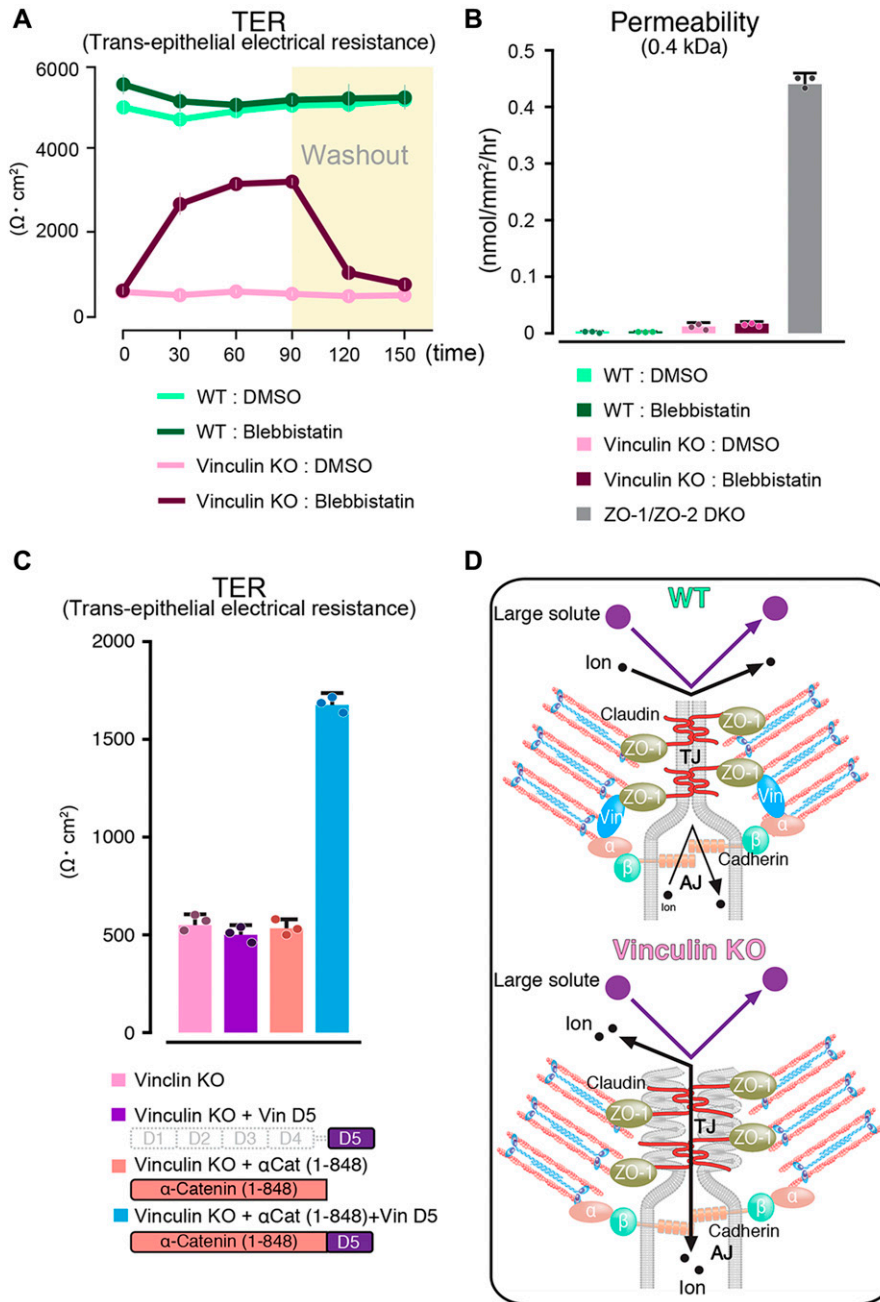 A
TER
(Trans-epithelial electrical resistance)
6000
4000
2000
0
(Ω· cm²)
Washout
0 30 60 90 120 150 (time)
WT : DMSO
WT : Blebbistatin
Vinculin KO : DMSO
Vinculin KO : Blebbistatin
B
Permeability
(0.4 kDa)
0.5
0.4
0.3
0.2
0.1
0
(nmol/mm²/hr)
WT : DMSO
WT : Blebbistatin
Vinculin KO : DMSO
Vinculin KO : Blebbistatin
ZO-1/ZO-2 DKO
C
TER
(Trans-epithelial electrical resistance)
2000
1500
1000
500
0
(Ω· cm²)
Vinclin KO
Vinculin KO + Vin D5
D1 D2 D3 D4 D5
Vinculin KO + αCat (1-848)
α-Catenin (1-848)
Vinculin KO + αCat (1-848)+Vin D5
α-Catenin (1-848) D5
D
WT
Large solute
Ion
Claudin
ZO-1
ZO-1
TJ
ZO-1
ZO-1
Vin
Vin
α
α
β
β
Cadherin
AJ
Ion
Vinculin KO
Large solute
Ion
Claudin
ZO-1
ZO-1
TJ
ZO-1
ZO-1
α
α
β
β
Cadherin
AJ
Ion